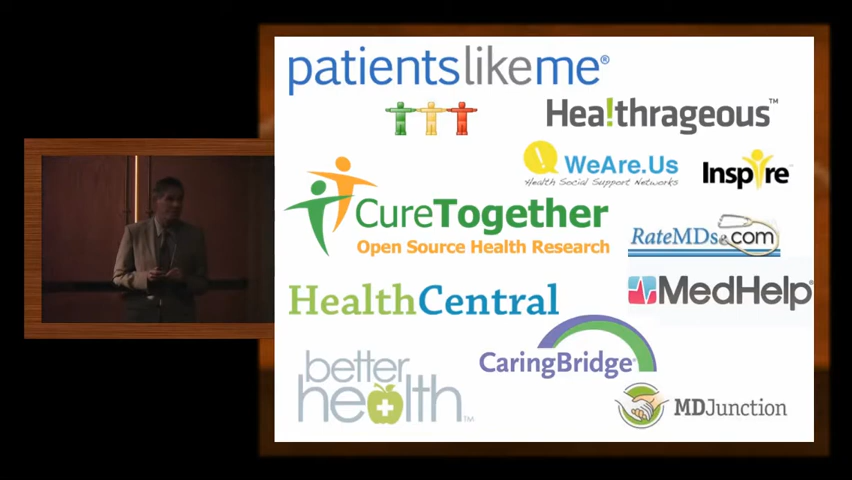 patientslikeme®
Hea!thrageous™
WeAre.Us
Health Social Support Networks
Inspire™
CureTogether
Open Source Health Research
RateMDs.com
HealthCentral
MedHelp®
CaringBridge®
better
health™
MDJunction